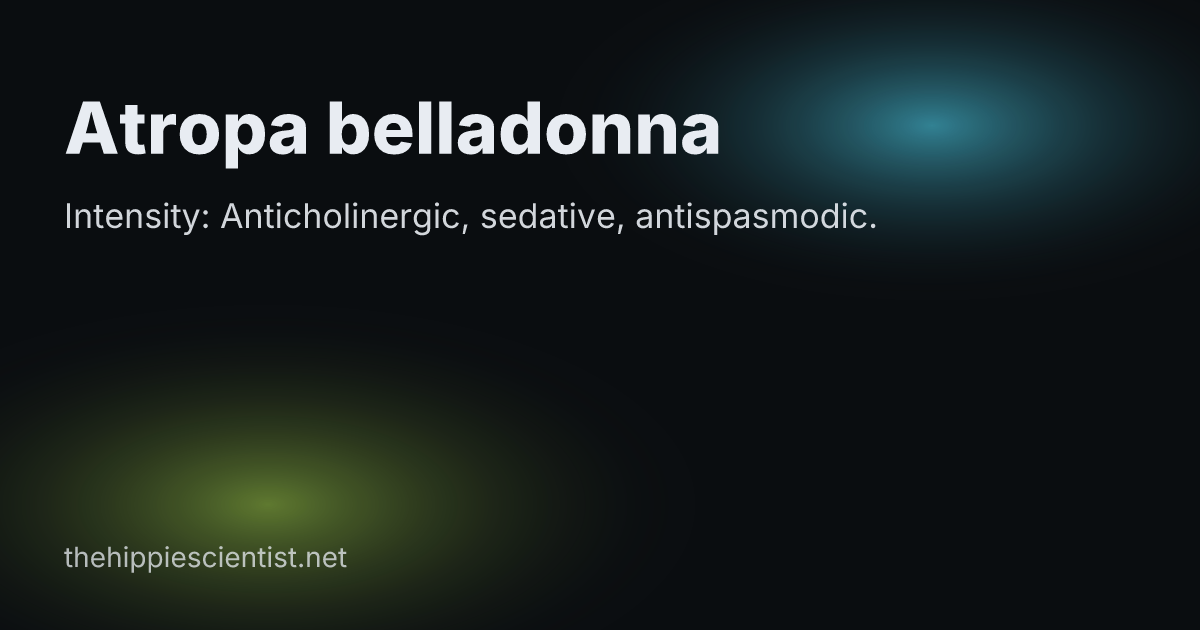 Atropa belladonna
Intensity: Anticholinergic, sedative, antispasmodic.
thehippiescientist.net